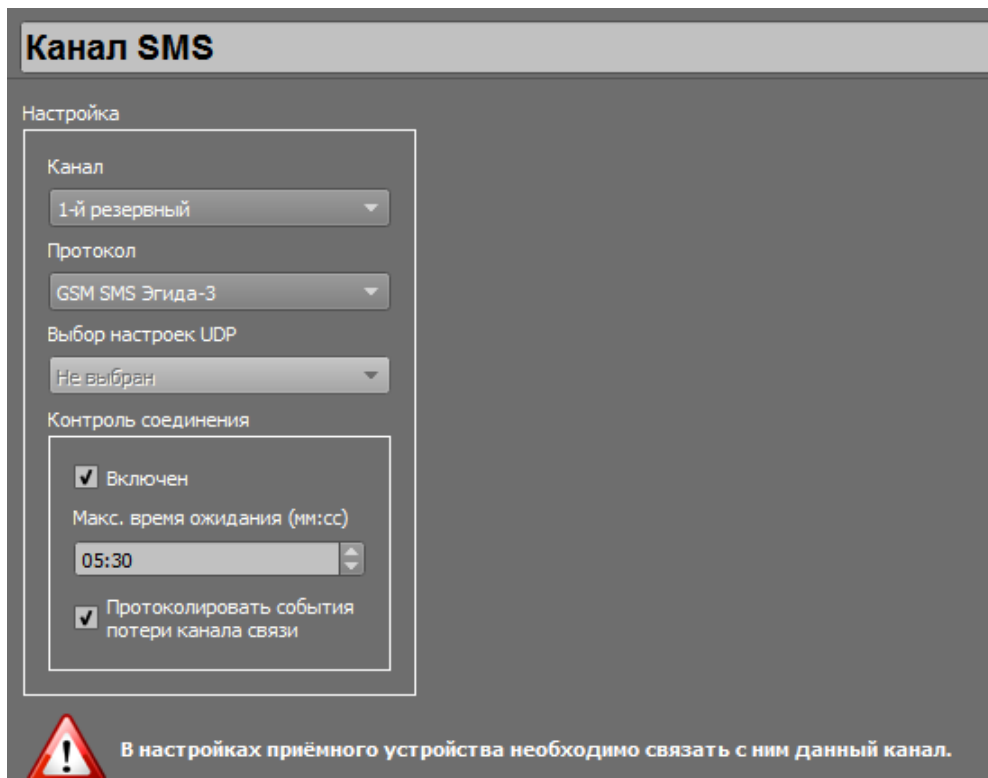 Канал SMS
Настройка
Канал
1-й резервный
Протокол
GSM SMS Эгида-3
Выбор настроек UDP
Не выбран
Контроль соединения
Включен
Макс. время ожидания (мм:сс)
05:30
Протоколировать события
потери канала связи
В настройках приёмного устройства необходимо связать с ним данный канал.